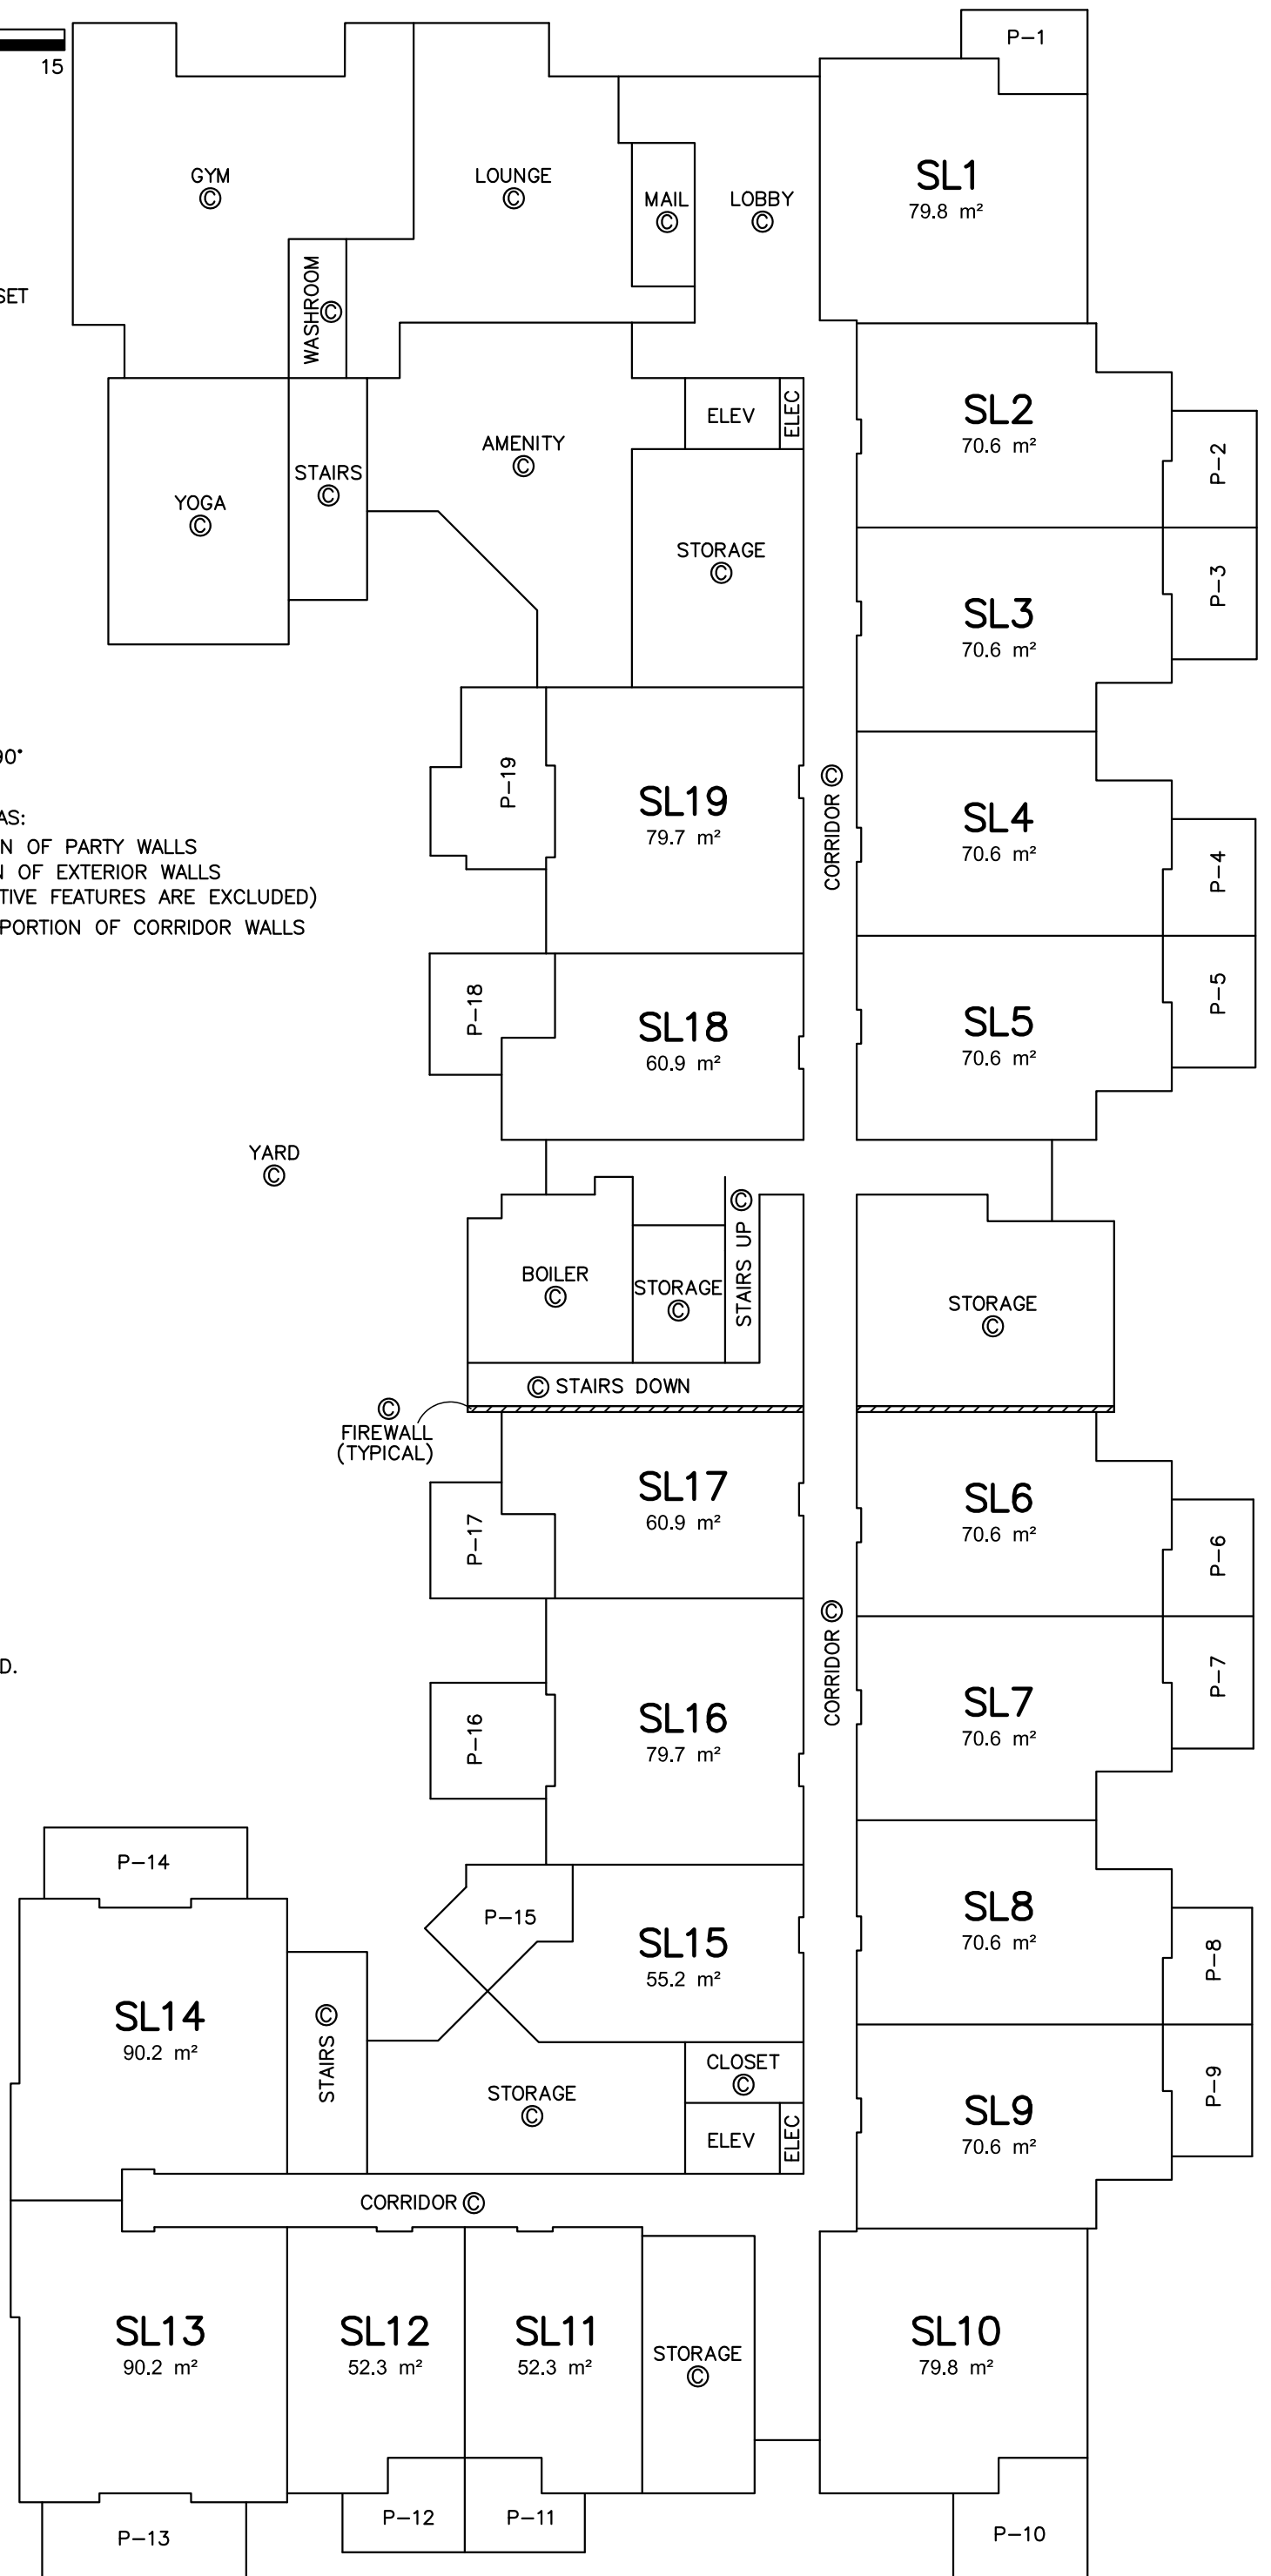 15
P-1
GYM
©
LOUNGE
©
MAIL
©
LOBBY
©
SL1
79.8 m²
SET
WASHROOM
©
ELEV
ELEC
SL2
70.6 m²
P-2
AMENITY
©
STAIRS
©
YOGA
©
STORAGE
©
SL3
70.6 m²
P-3
90°
AS:
N OF PARTY WALLS
N OF EXTERIOR WALLS
TIVE FEATURES ARE EXCLUDED)
PORTION OF CORRIDOR WALLS
P-19
SL19
79.7 m²
CORRIDOR ©
SL4
70.6 m²
P-4
P-18
SL18
60.9 m²
SL5
70.6 m²
P-5
YARD
©
BOILER
©
STORAGE
©
STAIRS UP ©
STORAGE
©
© STAIRS DOWN
©
FIREWALL
(TYPICAL)
SL17
60.9 m²
P-17
SL6
70.6 m²
P-6
CORRIDOR ©
D.
P-16
SL16
79.7 m²
SL7
70.6 m²
P-7
P-14
P-15
SL15
55.2 m²
SL8
70.6 m²
P-8
SL14
90.2 m²
STAIRS ©
STORAGE
©
CLOSET
©
ELEV
ELEC
SL9
70.6 m²
P-9
CORRIDOR ©
SL13
90.2 m²
SL12
52.3 m²
SL11
52.3 m²
STORAGE
©
SL10
79.8 m²
P-13
P-12
P-11
P-10